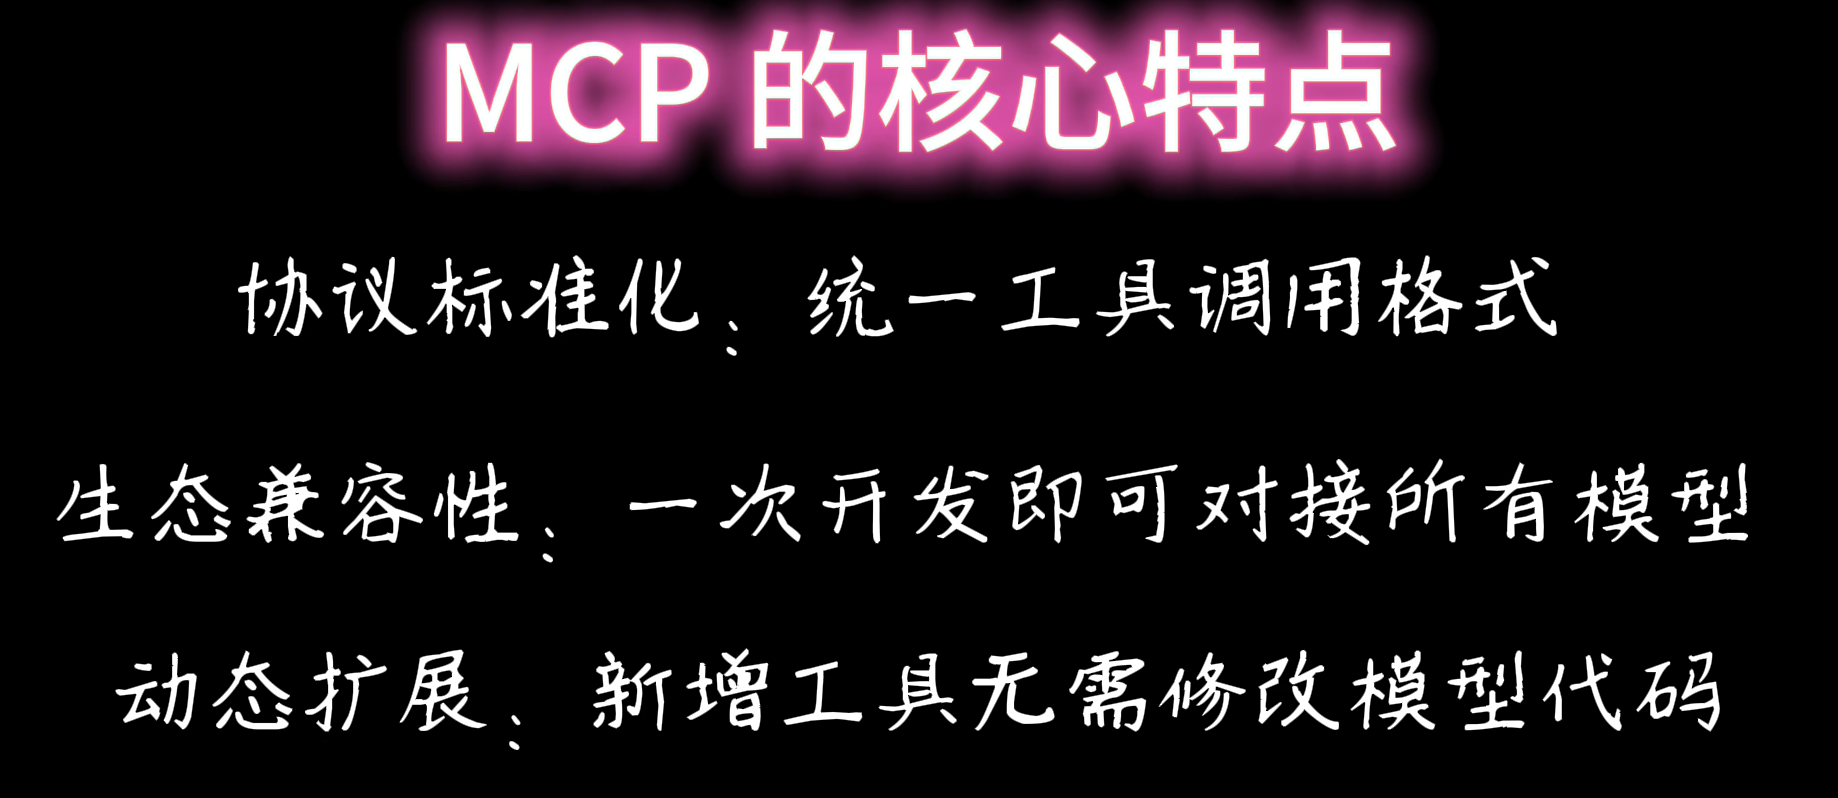 MCP 的核心特点
协议标准化：统一工具调用格式
生态兼容性：一次开发即可对接所有模型
动态扩展：新增工具无需修改模型代码